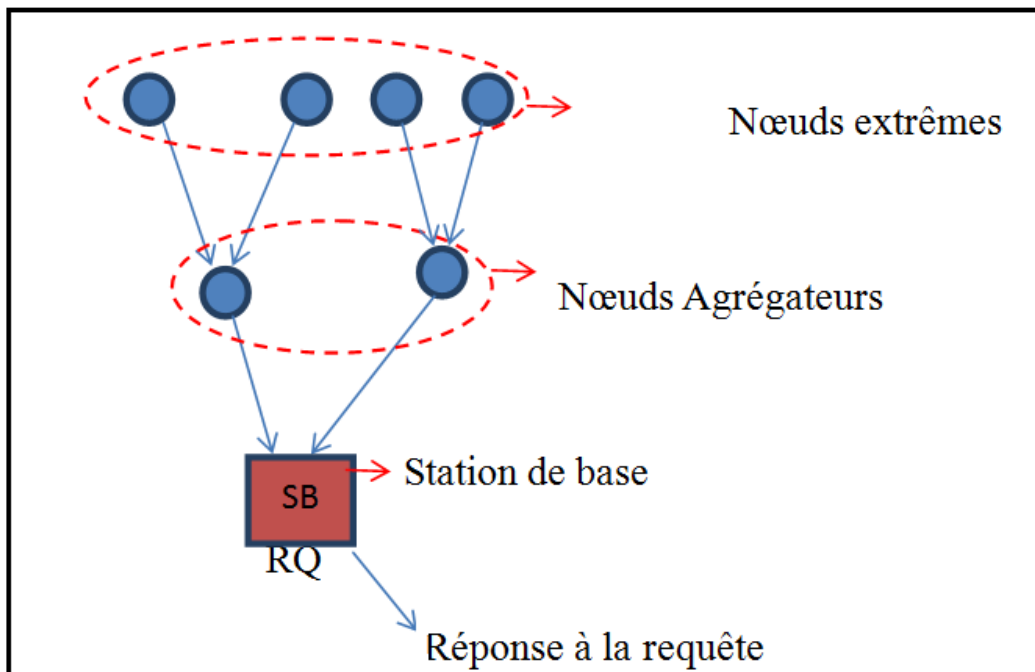 Nœuds extrêmes
Nœuds Agrégateurs
Station de base
SB
RQ
Réponse à la requête